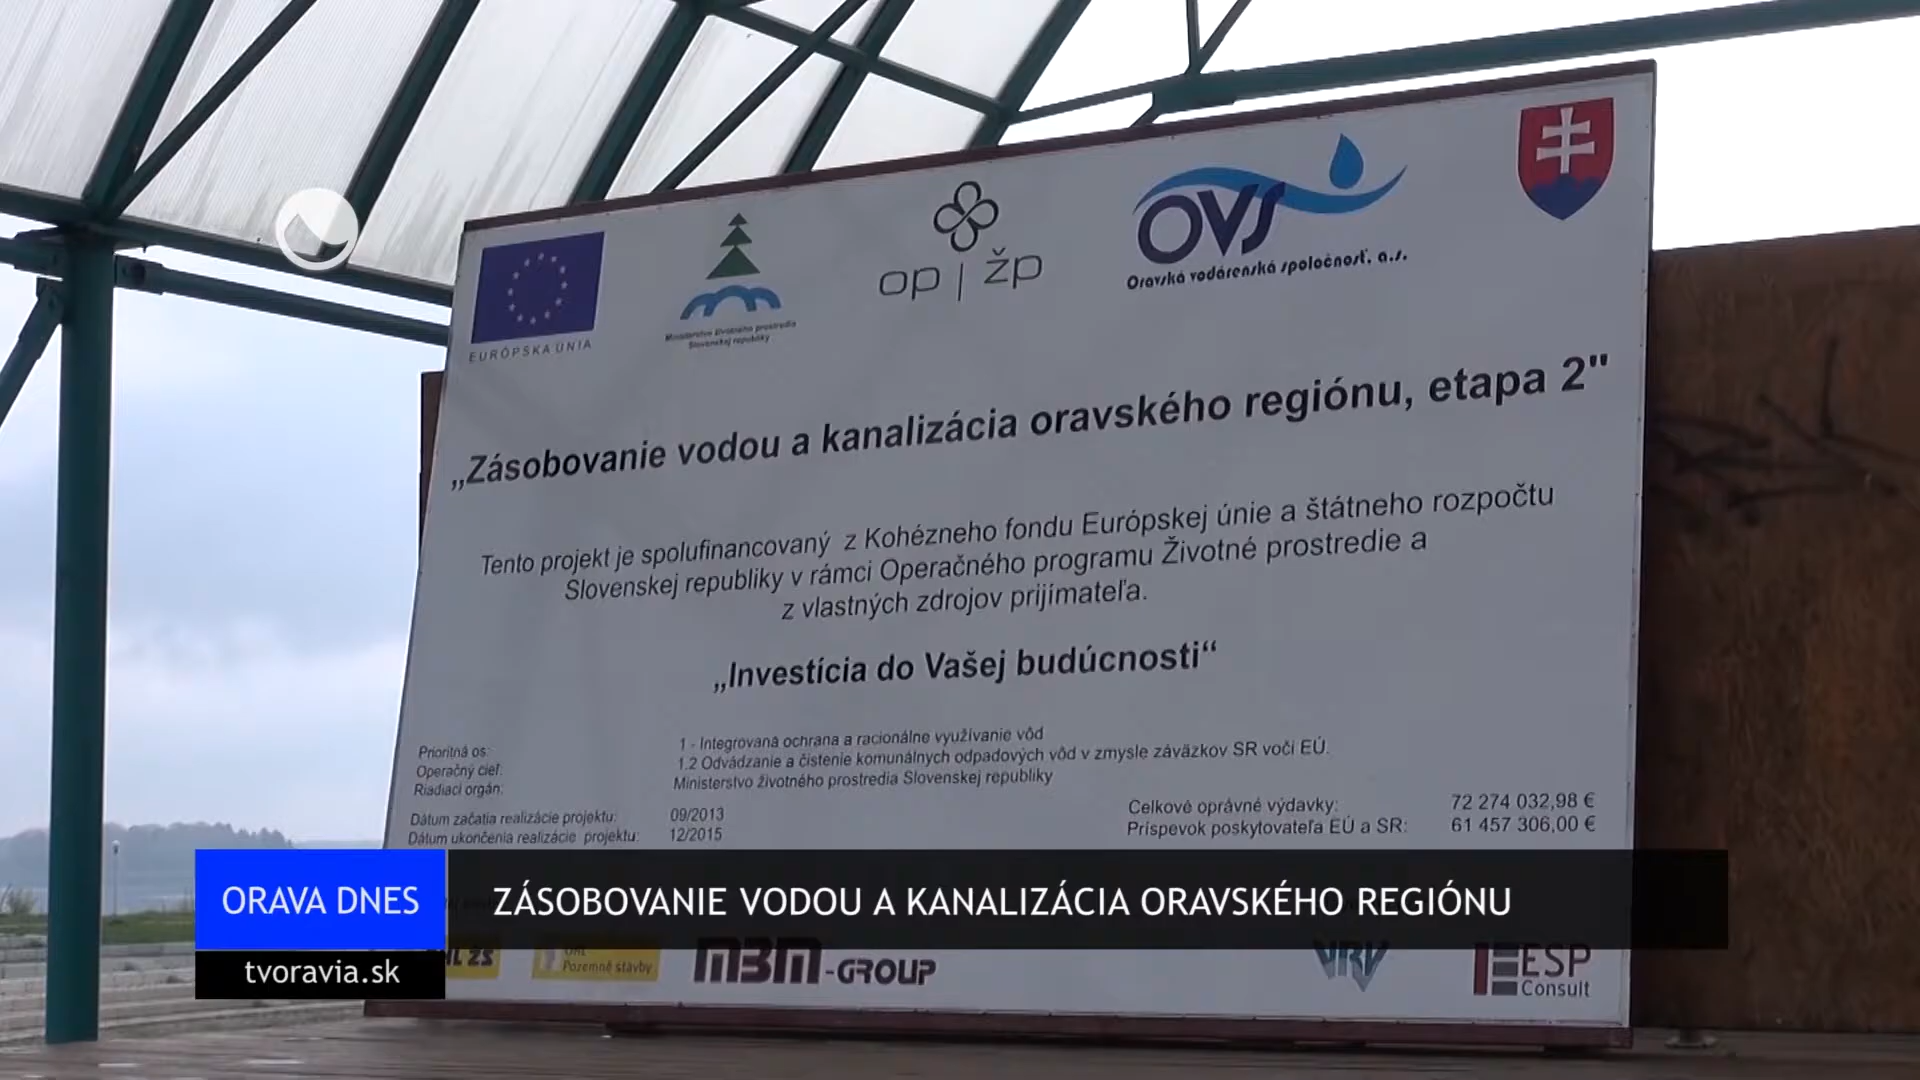 EURÓPSKA ÚNIA
Ministerstvo životného prostredia
Slovenskej republiky
op | žp
OVS
Oravská vodárenská spoločnosť, a.s.
„Zásobovanie vodou a kanalizácia oravského regiónu, etapa 2"
Tento projekt je spolufinancovaný z Kohézneho fondu Európskej únie a štátneho rozpočtu
Slovenskej republiky v rámci Operačného programu Životné prostredie a
z vlastných zdrojov prijímateľa.
„Investícia do Vašej budúcnosti“
Prioritná os: 1 - Integrovaná ochrana a racionálne využívanie vôd
Operačný cieľ: 1.2 Odvádzanie a čistenie komunálnych odpadových vôd v zmysle záväzkov SR voči EÚ.
Riadiaci orgán: Ministerstvo životného prostredia Slovenskej republiky
Dátum začatia realizácie projektu: 09/2013
Dátum ukončenia realizácie projektu: 12/2015
Celkové oprávné výdavky: 72 274 032,98 €
Príspevok poskytovateľa EÚ a SR: 61 457 306,00 €
ORAVA DNES
ZÁSOBOVANIE VODOU A KANALIZÁCIA ORAVSKÉHO REGIÓNU
tvoravia.sk
ŽS
Pozemné stavby
MBM-GROUP
VRV
ESP
Consult